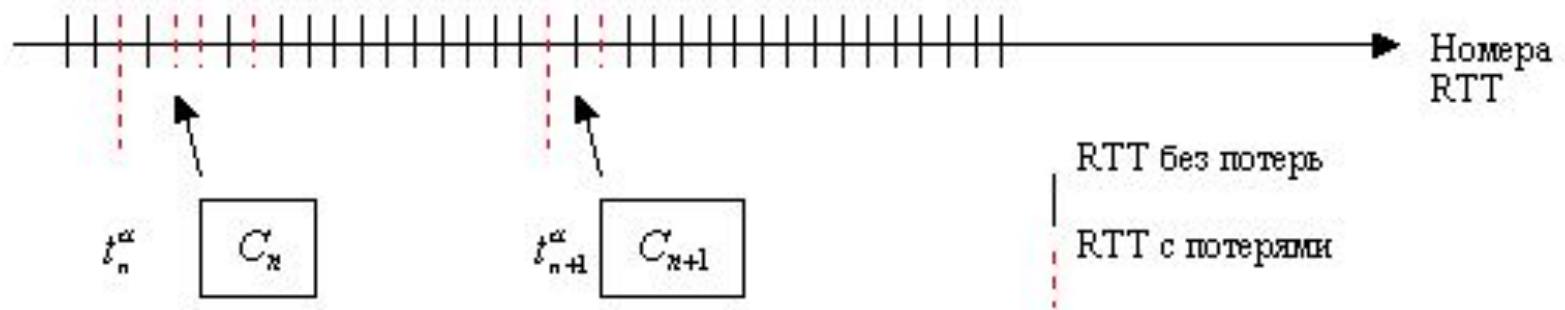 Номера
RTT
RTT без потерь
RTT с потерями
t_n^α
C_n
t_{n+1}^α
C_{n+1}